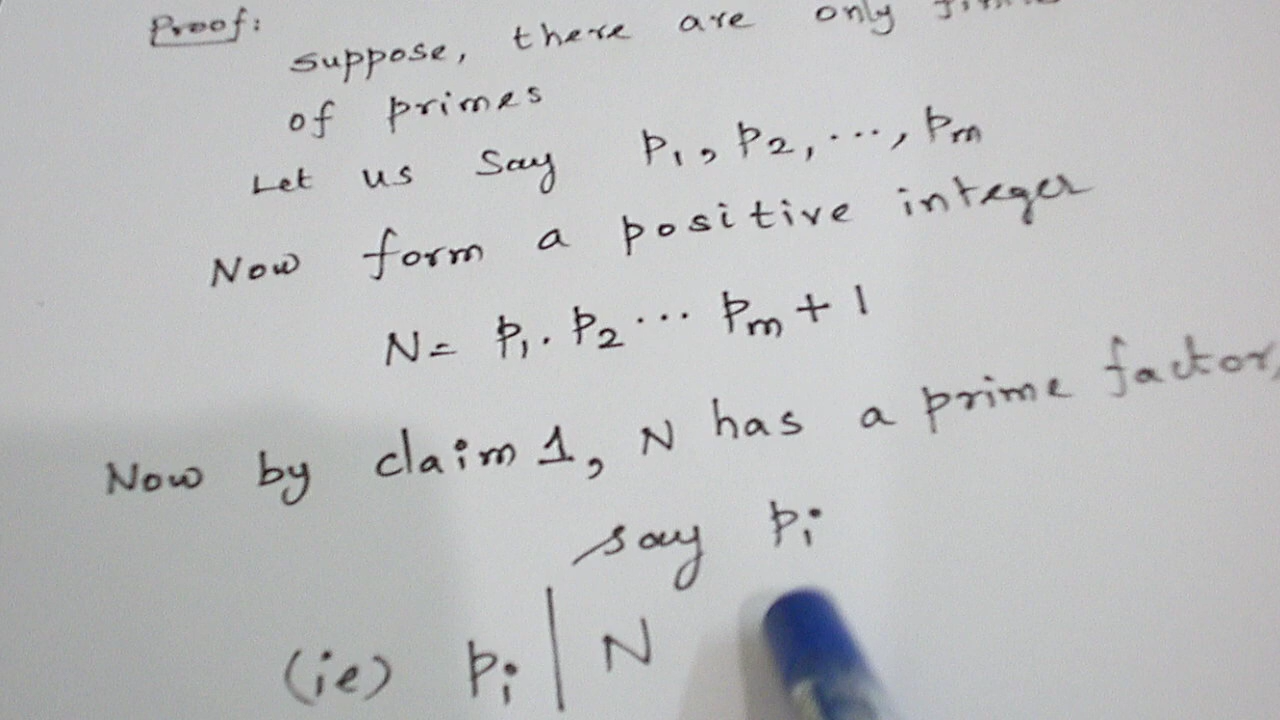 Proof:
suppose, there are only
of primes
Let us say p₁, p₂, ..., pₘ
Now form a positive integer
N = p₁. p₂ ... pₘ + 1
Now by claim 1, N has a prime factor,
say pᵢ
(ie) pᵢ | N